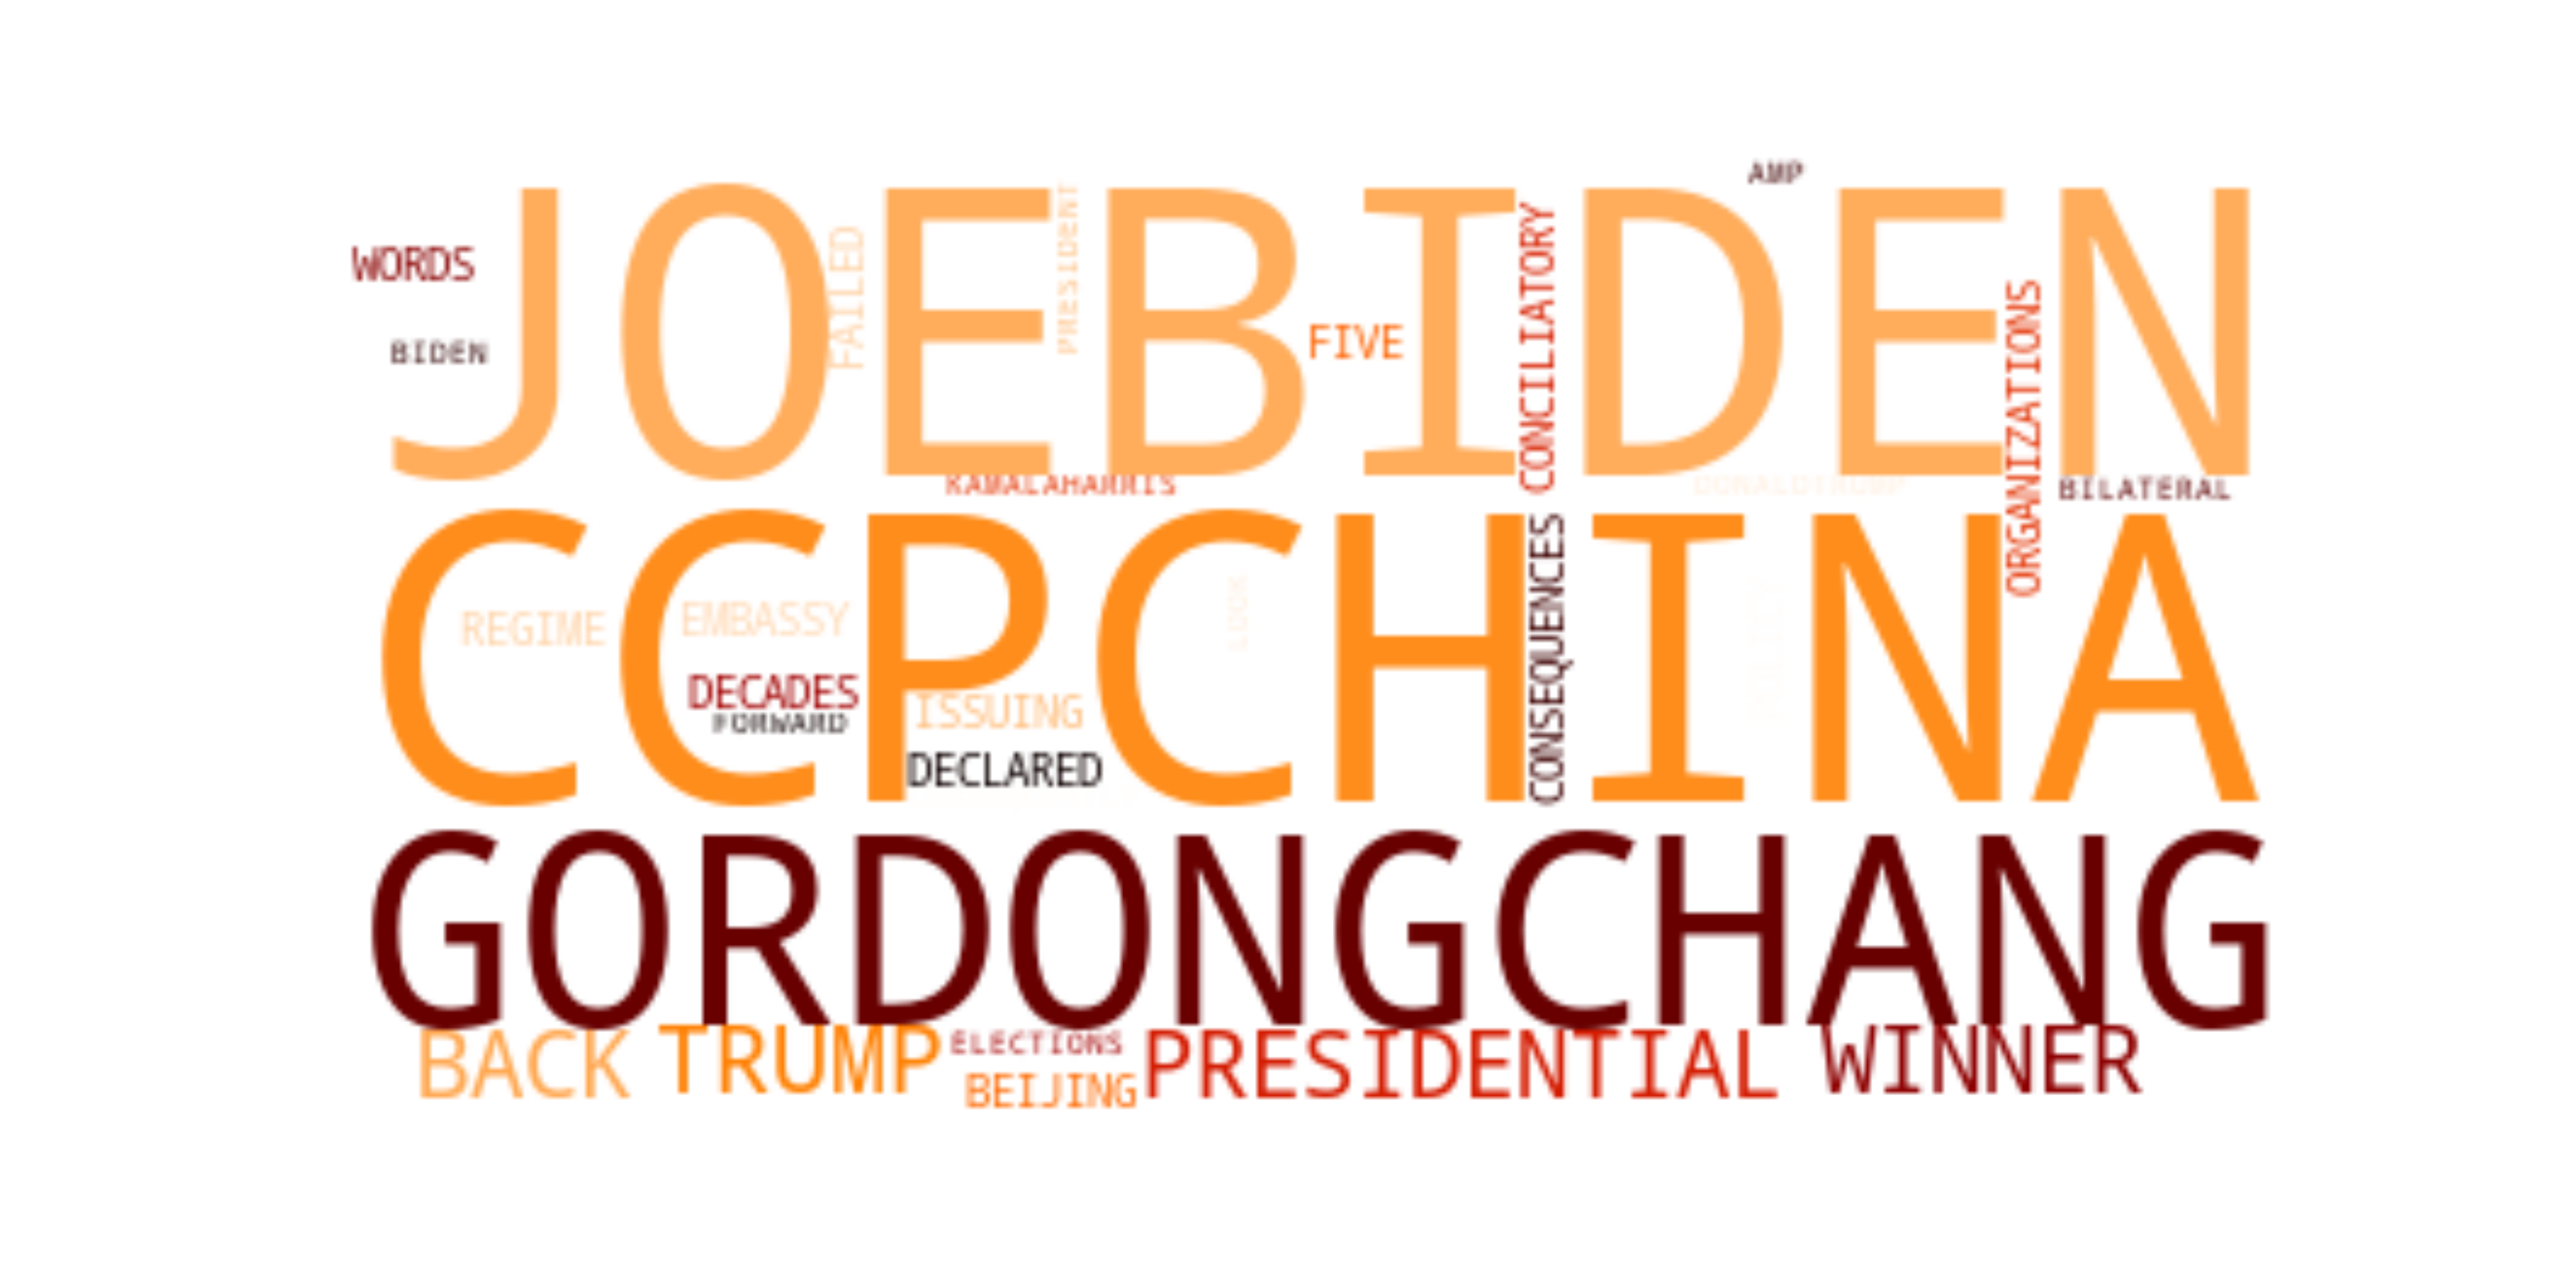 AMP
JOEBIDEN
WORDS
FAILED
PRESIDENT
CONCILIATORY
FIVE
BIDEN
ORGANIZATIONS
KAMALAHARRIS
DONALDTRUMP
BILATERAL
CCPCHINA
REGIME
EMBASSY
LOOK
CONSEQUENCES
DECADES
FORWARD
ISSUING
DECLARED
GORDONGCHANG
BACK
TRUMP
ELECTIONS
BEIJING
PRESIDENTIAL
WINNER